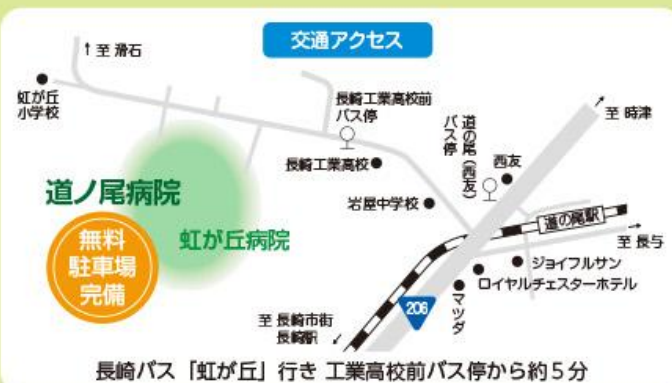 交通アクセス
↑至 滑石
虹が丘
小学校
長崎工業高校前
バス停
道の尾(西友)
バス停
至 時津
西友
長崎工業高校
道ノ尾病院
岩屋中学校
虹が丘病院
道の尾駅
無料
駐車場
完備
至 長与
ジョイフルサン
ロイヤルチェスターホテル
マツダ
206
至 長崎市街
長崎駅
長崎バス「虹が丘」行き 工業高校前バス停から約5分